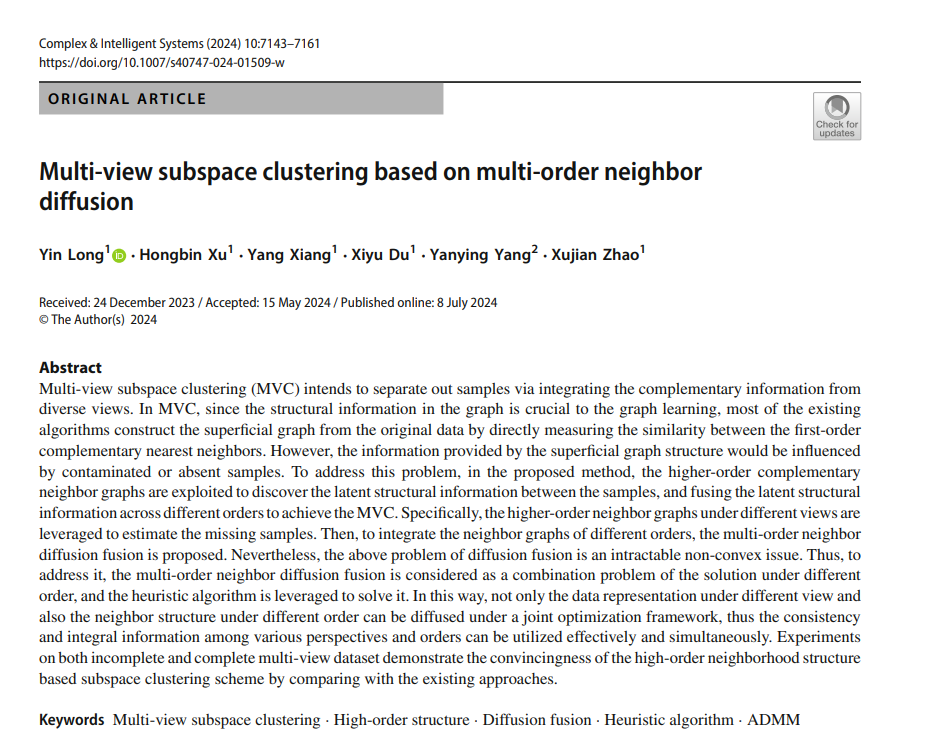 Complex & Intelligent Systems (2024) 10:7143–7161
https://doi.org/10.1007/s40747-024-01509-w
ORIGINAL ARTICLE
Check for
updates
Multi-view subspace clustering based on multi-order neighbor
diffusion
Yin Long1 iD · Hongbin Xu1 · Yang Xiang1 · Xiyu Du1 · Yanying Yang2 · Xujian Zhao1
Received: 24 December 2023 / Accepted: 15 May 2024 / Published online: 8 July 2024
© The Author(s) 2024
Abstract
Multi-view subspace clustering (MVC) intends to separate out samples via integrating the complementary information from
diverse views. In MVC, since the structural information in the graph is crucial to the graph learning, most of the existing
algorithms construct the superficial graph from the original data by directly measuring the similarity between the first-order
complementary nearest neighbors. However, the information provided by the superficial graph structure would be influenced
by contaminated or absent samples. To address this problem, in the proposed method, the higher-order complementary
neighbor graphs are exploited to discover the latent structural information between the samples, and fusing the latent structural
information across different orders to achieve the MVC. Specifically, the higher-order neighbor graphs under different views are
leveraged to estimate the missing samples. Then, to integrate the neighbor graphs of different orders, the multi-order neighbor
diffusion fusion is proposed. Nevertheless, the above problem of diffusion fusion is an intractable non-convex issue. Thus, to
address it, the multi-order neighbor diffusion fusion is considered as a combination problem of the solution under different
order, and the heuristic algorithm is leveraged to solve it. In this way, not only the data representation under different view and
also the neighbor structure under different order can be diffused under a joint optimization framework, thus the consistency
and integral information among various perspectives and orders can be utilized effectively and simultaneously. Experiments
on both incomplete and complete multi-view dataset demonstrate the convincingness of the high-order neighborhood structure
based subspace clustering scheme by comparing with the existing approaches.
Keywords Multi-view subspace clustering · High-order structure · Diffusion fusion · Heuristic algorithm · ADMM